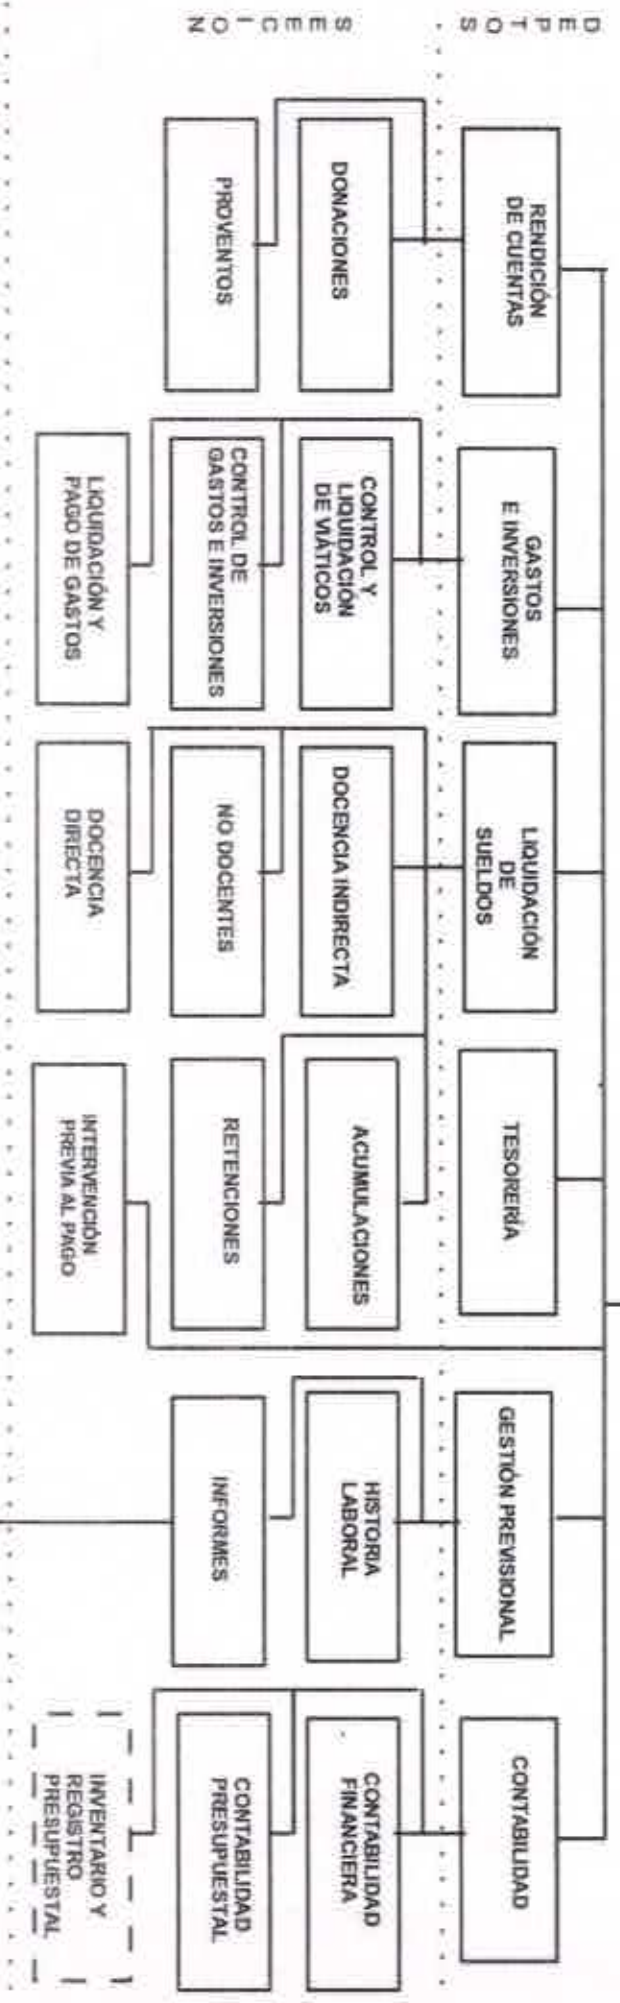 DEPTOS
RENDICIÓN
DE CUENTAS
GASTOS
E INVERSIONES
LIQUIDACIÓN
DE
SUELDOS
TESORERÍA
GESTIÓN PREVISIONAL
CONTABILIDAD
SEECION
DONACIONES
CONTROL Y
LIQUIDACIÓN
DE VIÁTICOS
DOCENCIA INDIRECTA
ACUMULACIONES
HISTORIA
LABORAL
CONTABILIDAD
FINANCIERA
PROVENTOS
CONTROL DE
GASTOS E INVERSIONES
NO DOCENTES
RETENCIONES
INFORMES
CONTABILIDAD
PRESUPUESTAL
LIQUIDACIÓN Y
PAGO DE GASTOS
DOCENCIA
DIRECTA
INTERVENCIÓN
PREVIA AL PAGO
INVENTARIO Y
REGISTRO
PRESUPUESTAL